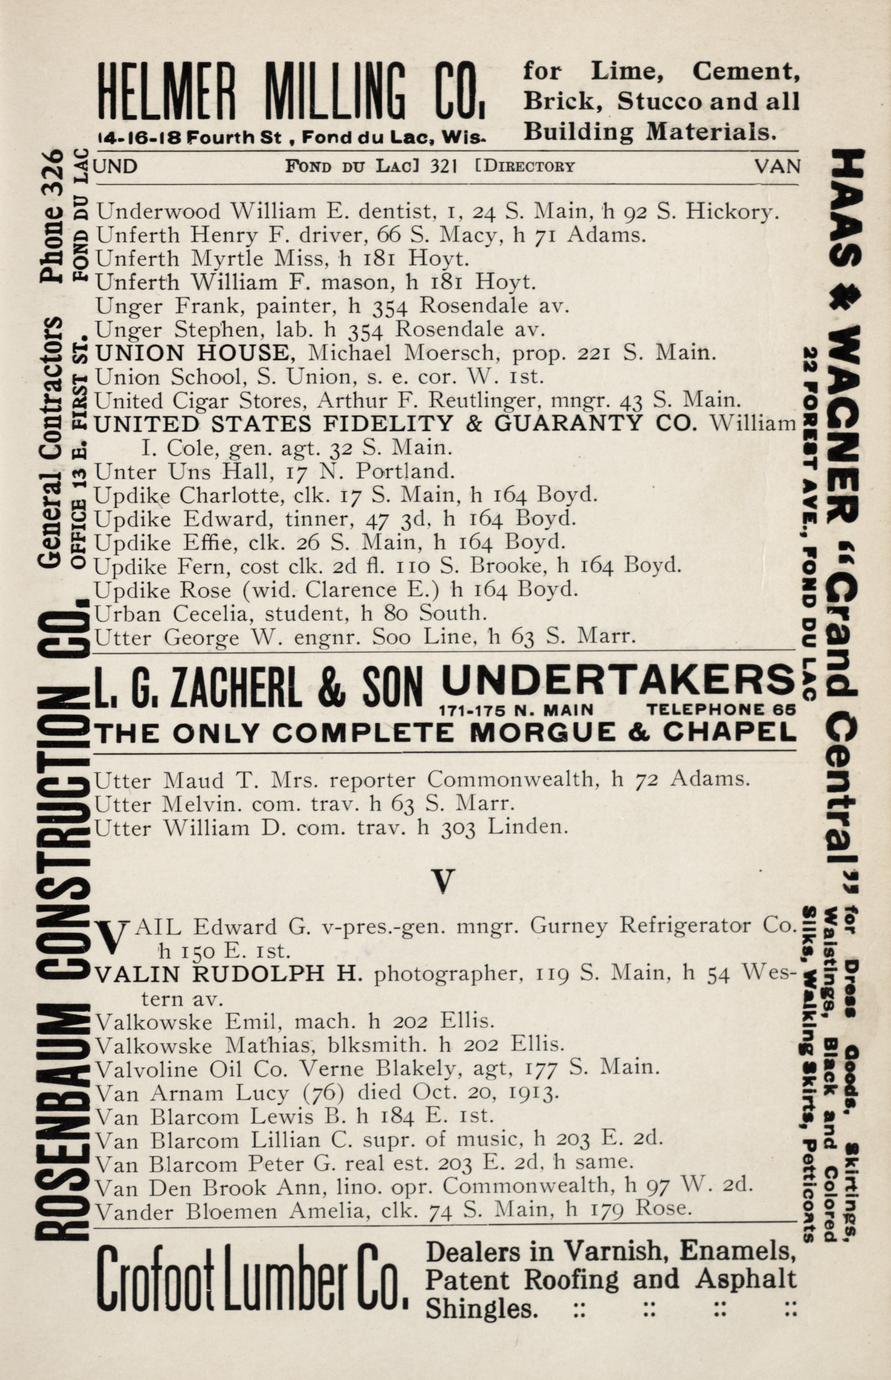 HELMER MILLING CO.
14-16-18 Fourth St , Fond du Lac, Wis.
for Lime, Cement,
Brick, Stucco and all
Building Materials.
UND Fond du Lac] 321 [Directory VAN
Underwood William E. dentist, 1, 24 S. Main, h 92 S. Hickory.
Unferth Henry F. driver, 66 S. Macy, h 71 Adams.
Unferth Myrtle Miss, h 181 Hoyt.
Unferth William F. mason, h 181 Hoyt.
Unger Frank, painter, h 354 Rosendale av.
Unger Stephen, lab. h 354 Rosendale av.
UNION HOUSE, Michael Moersch, prop. 221 S. Main.
Union School, S. Union, s. e. cor. W. 1st.
United Cigar Stores, Arthur F. Reutlinger, mngr. 43 S. Main.
UNITED STATES FIDELITY & GUARANTY CO. William
I. Cole, gen. agt. 32 S. Main.
Unter Uns Hall, 17 N. Portland.
Updike Charlotte, clk. 17 S. Main, h 164 Boyd.
Updike Edward, tinner, 47 3d, h 164 Boyd.
Updike Effie, clk. 26 S. Main, h 164 Boyd.
Updike Fern, cost clk. 2d fl. 110 S. Brooke, h 164 Boyd.
Updike Rose (wid. Clarence E.) h 164 Boyd.
Urban Cecelia, student, h 80 South.
Utter George W. engnr. Soo Line, h 63 S. Marr.
L. G. ZACHERL & SON UNDERTAKERS
171-175 N. MAIN TELEPHONE 65
THE ONLY COMPLETE MORGUE & CHAPEL
Utter Maud T. Mrs. reporter Commonwealth, h 72 Adams.
Utter Melvin. com. trav. h 63 S. Marr.
Utter William D. com. trav. h 303 Linden.
V
VAIL Edward G. v-pres.-gen. mngr. Gurney Refrigerator Co.
h 150 E. 1st.
VALIN RUDOLPH H. photographer, 119 S. Main, h 54 Wes-
tern av.
Valkowske Emil, mach. h 202 Ellis.
Valkowske Mathias, blksmith. h 202 Ellis.
Valvoline Oil Co. Verne Blakely, agt, 177 S. Main.
Van Arnam Lucy (76) died Oct. 20, 1913.
Van Blarcom Lewis B. h 184 E. 1st.
Van Blarcom Lillian C. supr. of music, h 203 E. 2d.
Van Blarcom Peter G. real est. 203 E. 2d, h same.
Van Den Brook Ann, lino. opr. Commonwealth, h 97 W. 2d.
Vander Bloemen Amelia, clk. 74 S. Main, h 179 Rose.
Crofoot Lumber Co.
Dealers in Varnish, Enamels,
Patent Roofing and Asphalt
Shingles. :: :: :: ::
ROSENBAUM CONSTRUCTION CO. General Contractors Phone 326
OFFICE 13 E. FIRST ST. FOND DU LAC
HAAS & WAGNER "Grand Central"
22 FOREST AVE., FOND DU LAC
for Dress Goods, Skirtings,
Waistings, Black and Colored
Silks, Walking Skirts, Petticoats